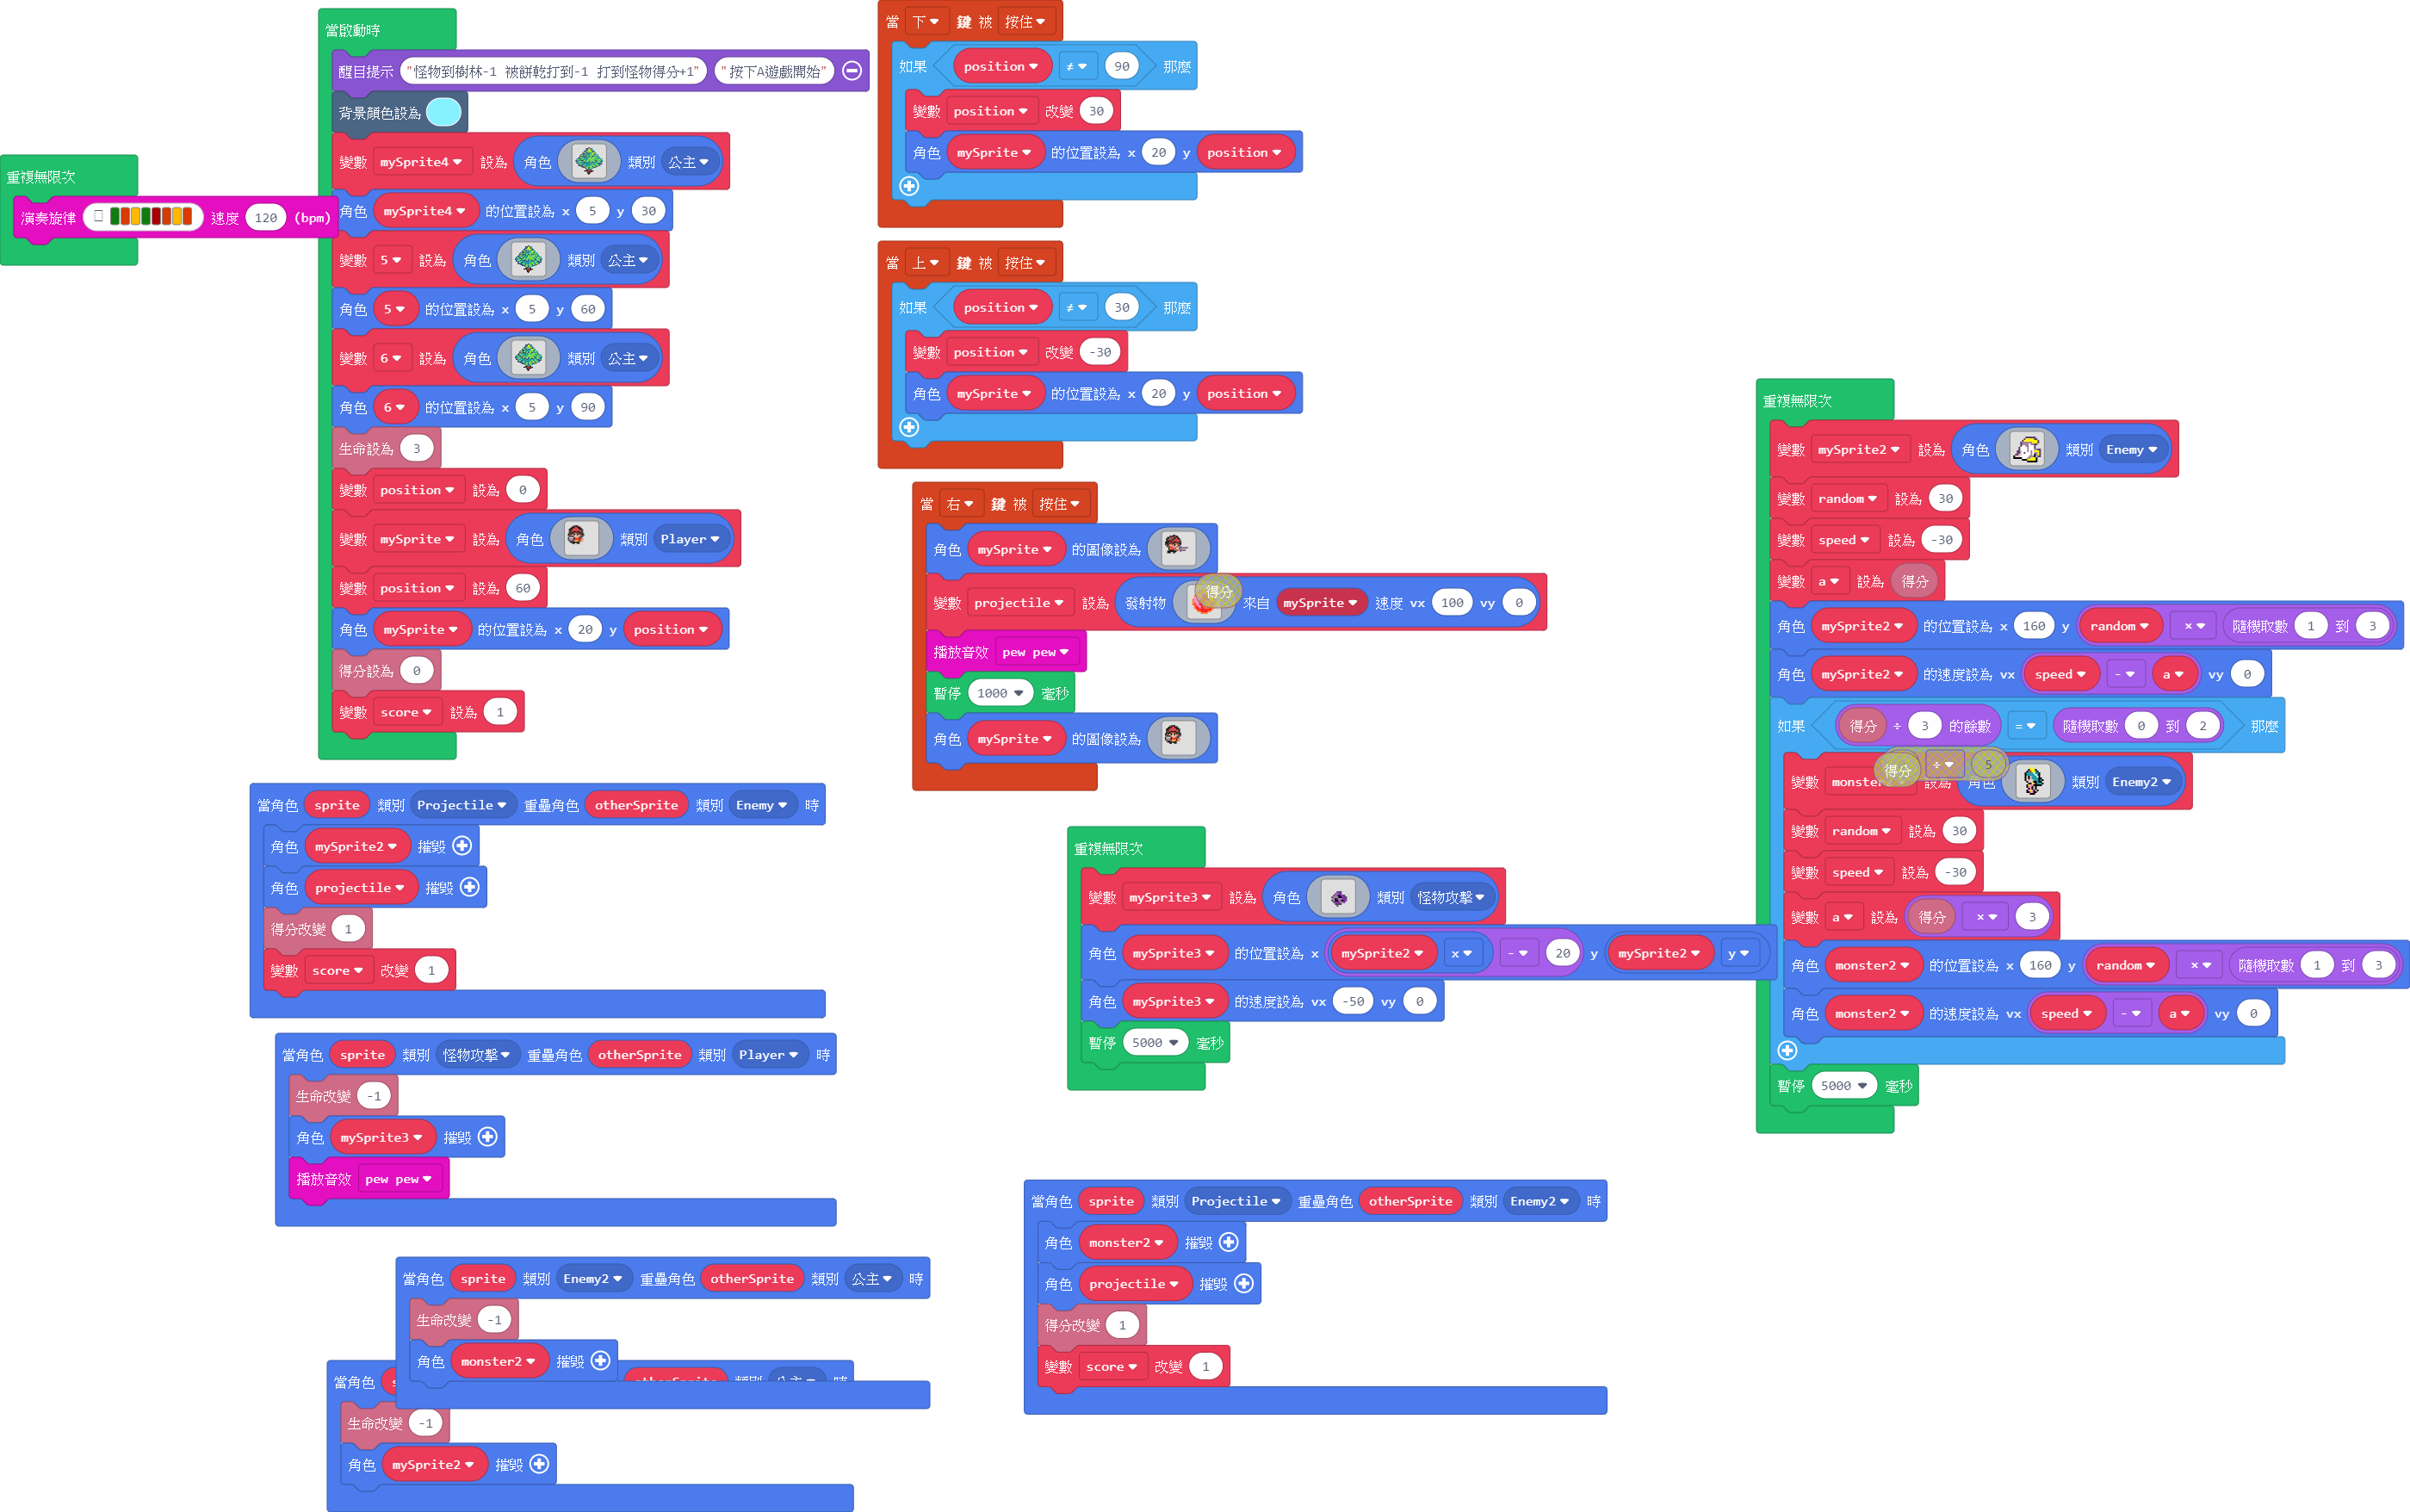 重複無限次
演奏旋律 速度 120 (bpm)
當啟動時
醒目提示 "怪物到樹林-1 被餅乾打到-1 打到怪物得分+1" "按下A遊戲開始"
背景顏色設為
變數 mySprite4 設為 角色 類別 公主
角色 mySprite4 的位置設為 x 5 y 30
變數 5 設為 角色 類別 公主
角色 5 的位置設為 x 5 y 60
變數 6 設為 角色 類別 公主
角色 6 的位置設為 x 5 y 90
生命設為 3
變數 position 設為 0
變數 mySprite 設為 角色 類別 Player
變數 position 設為 60
角色 mySprite 的位置設為 x 20 y position
得分設為 0
變數 score 設為 1
當 下 鍵 被 按住
如果 position ≠ 90 那麼
變數 position 改變 30
角色 mySprite 的位置設為 x 20 y position
當 上 鍵 被 按住
如果 position ≠ 30 那麼
變數 position 改變 -30
角色 mySprite 的位置設為 x 20 y position
當 右 鍵 被 按住
角色 mySprite 的圖像設為
變數 projectile 設為 發射物 來自 mySprite 速度 vx 100 vy 0
得分
播放音效 pew pew
暫停 1000 毫秒
角色 mySprite 的圖像設為
重複無限次
變數 mySprite2 設為 角色 類別 Enemy
變數 random 設為 30
變數 speed 設為 -30
變數 a 設為 得分
角色 mySprite2 的位置設為 x 160 y random × 隨機取數 1 到 3
角色 mySprite2 的速度設為 vx speed - a vy 0
如果 得分 ÷ 3 的餘數 = 隨機取數 0 到 2 那麼
得分 ÷ 5
變數 monster 設為 角色 類別 Enemy2
變數 random 設為 30
變數 speed 設為 -30
變數 a 設為 得分 × 3
角色 monster2 的位置設為 x 160 y random × 隨機取數 1 到 3
角色 monster2 的速度設為 vx speed - a vy 0
暫停 5000 毫秒
當角色 sprite 類別 Projectile 重疊角色 otherSprite 類別 Enemy 時
角色 mySprite2 摧毀
角色 projectile 摧毀
得分改變 1
變數 score 改變 1
重複無限次
變數 mySprite3 設為 角色 類別 怪物攻擊
角色 mySprite3 的位置設為 x mySprite2 x - 20 y mySprite2 y
角色 mySprite3 的速度設為 vx -50 vy 0
暫停 5000 毫秒
當角色 sprite 類別 怪物攻擊 重疊角色 otherSprite 類別 Player 時
生命改變 -1
角色 mySprite3 摧毀
播放音效 pew pew
當角色 sprite 類別 Projectile 重疊角色 otherSprite 類別 Enemy2 時
角色 monster2 摧毀
角色 projectile 摧毀
得分改變 1
變數 score 改變 1
當角色 sprite 類別 Enemy2 重疊角色 otherSprite 類別 公主 時
生命改變 -1
角色 monster2 摧毀
當角色 otherSprite 類別 公主 時
生命改變 -1
角色 mySprite2 摧毀